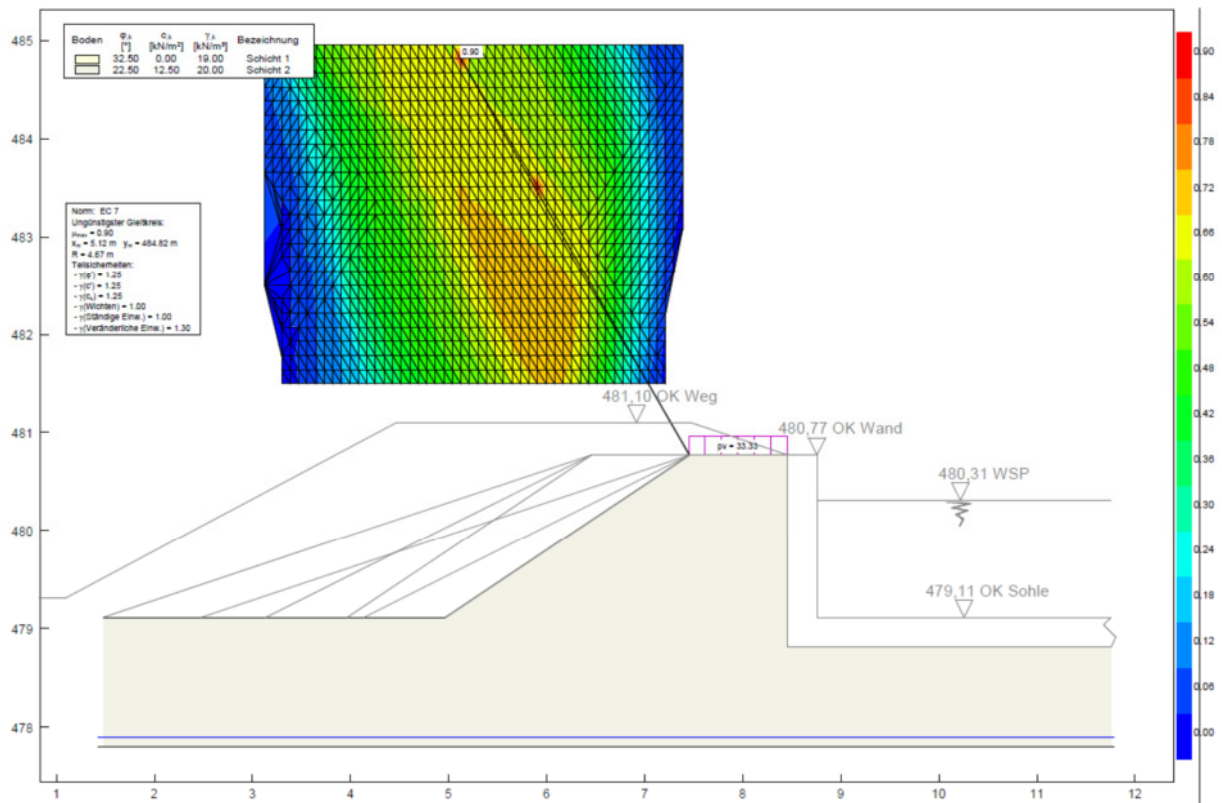 Boden φ,k [°] c,k [kN/m²] γ,k [kN/m³] Bezeichnung
32.50 0.00 19.00 Schicht 1
22.50 12.50 20.00 Schicht 2
Norm: EC 7
Ungünstigster Gleitkreis:
μmax = 0.90
xm = 5.12 m ym = 484.82 m
R = 4.67 m
Teilsicherheiten:
- γ(φ') = 1.25
- γ(c') = 1.25
- γ(cu) = 1.25
- γ(Wichten) = 1.00
- γ(Ständige Einw.) = 1.00
- γ(Veränderliche Einw.) = 1.30
0.90
481,10 OK Weg
480,77 OK Wand
pv = 33.33
480,31 WSP
479,11 OK Sohle
485
484
483
482
481
480
479
478
1 2 3 4 5 6 7 8 9 10 11 12
0.90
0.84
0.78
0.72
0.66
0.60
0.54
0.48
0.42
0.36
0.30
0.24
0.18
0.12
0.06
0.00